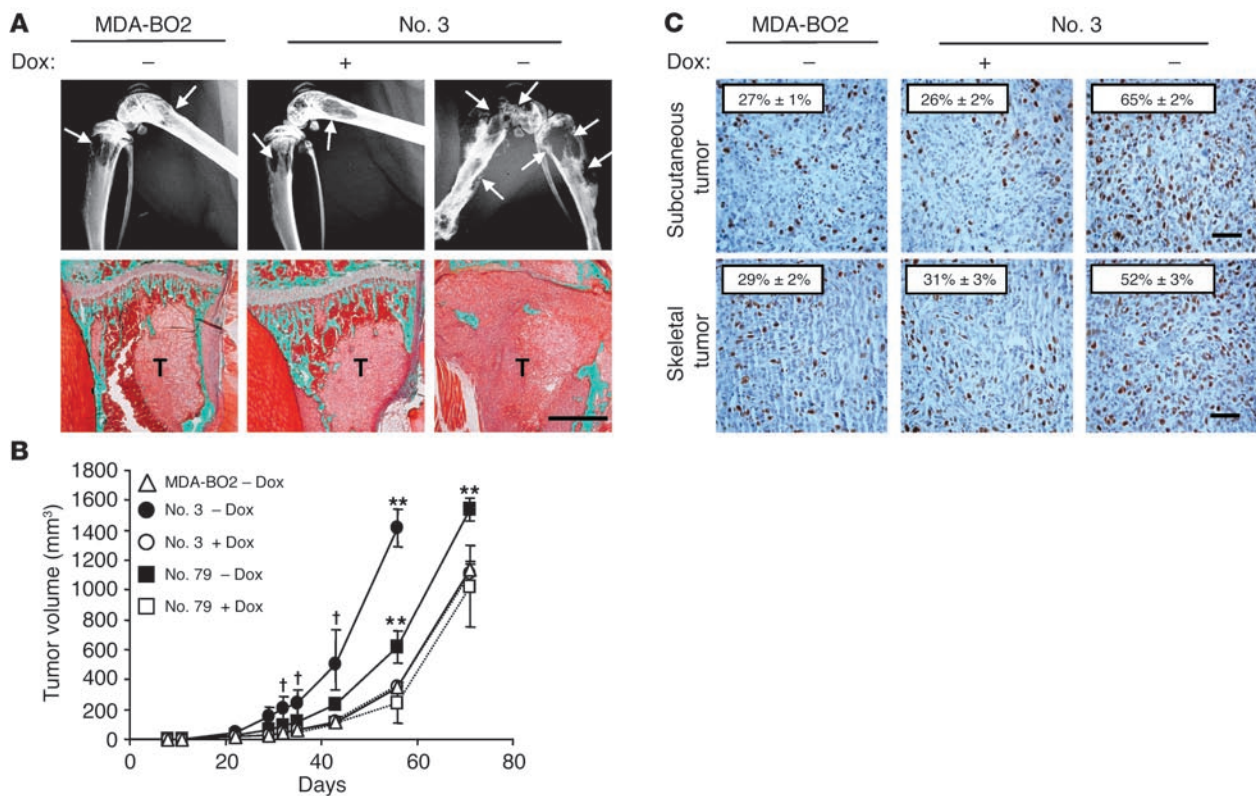 A
MDA-BO2
No. 3
Dox:
–
+
–
T
T
T
B
1800
1600
1400
1200
1000
800
600
400
200
0
Tumor volume (mm³)
MDA-BO2 – Dox
No. 3 – Dox
No. 3 + Dox
No. 79 – Dox
No. 79 + Dox
†
†
†
**
**
**
0
20
40
60
80
Days
C
MDA-BO2
No. 3
Dox:
–
+
–
Subcutaneous
tumor
27% ± 1%
26% ± 2%
65% ± 2%
Skeletal
tumor
29% ± 2%
31% ± 3%
52% ± 3%